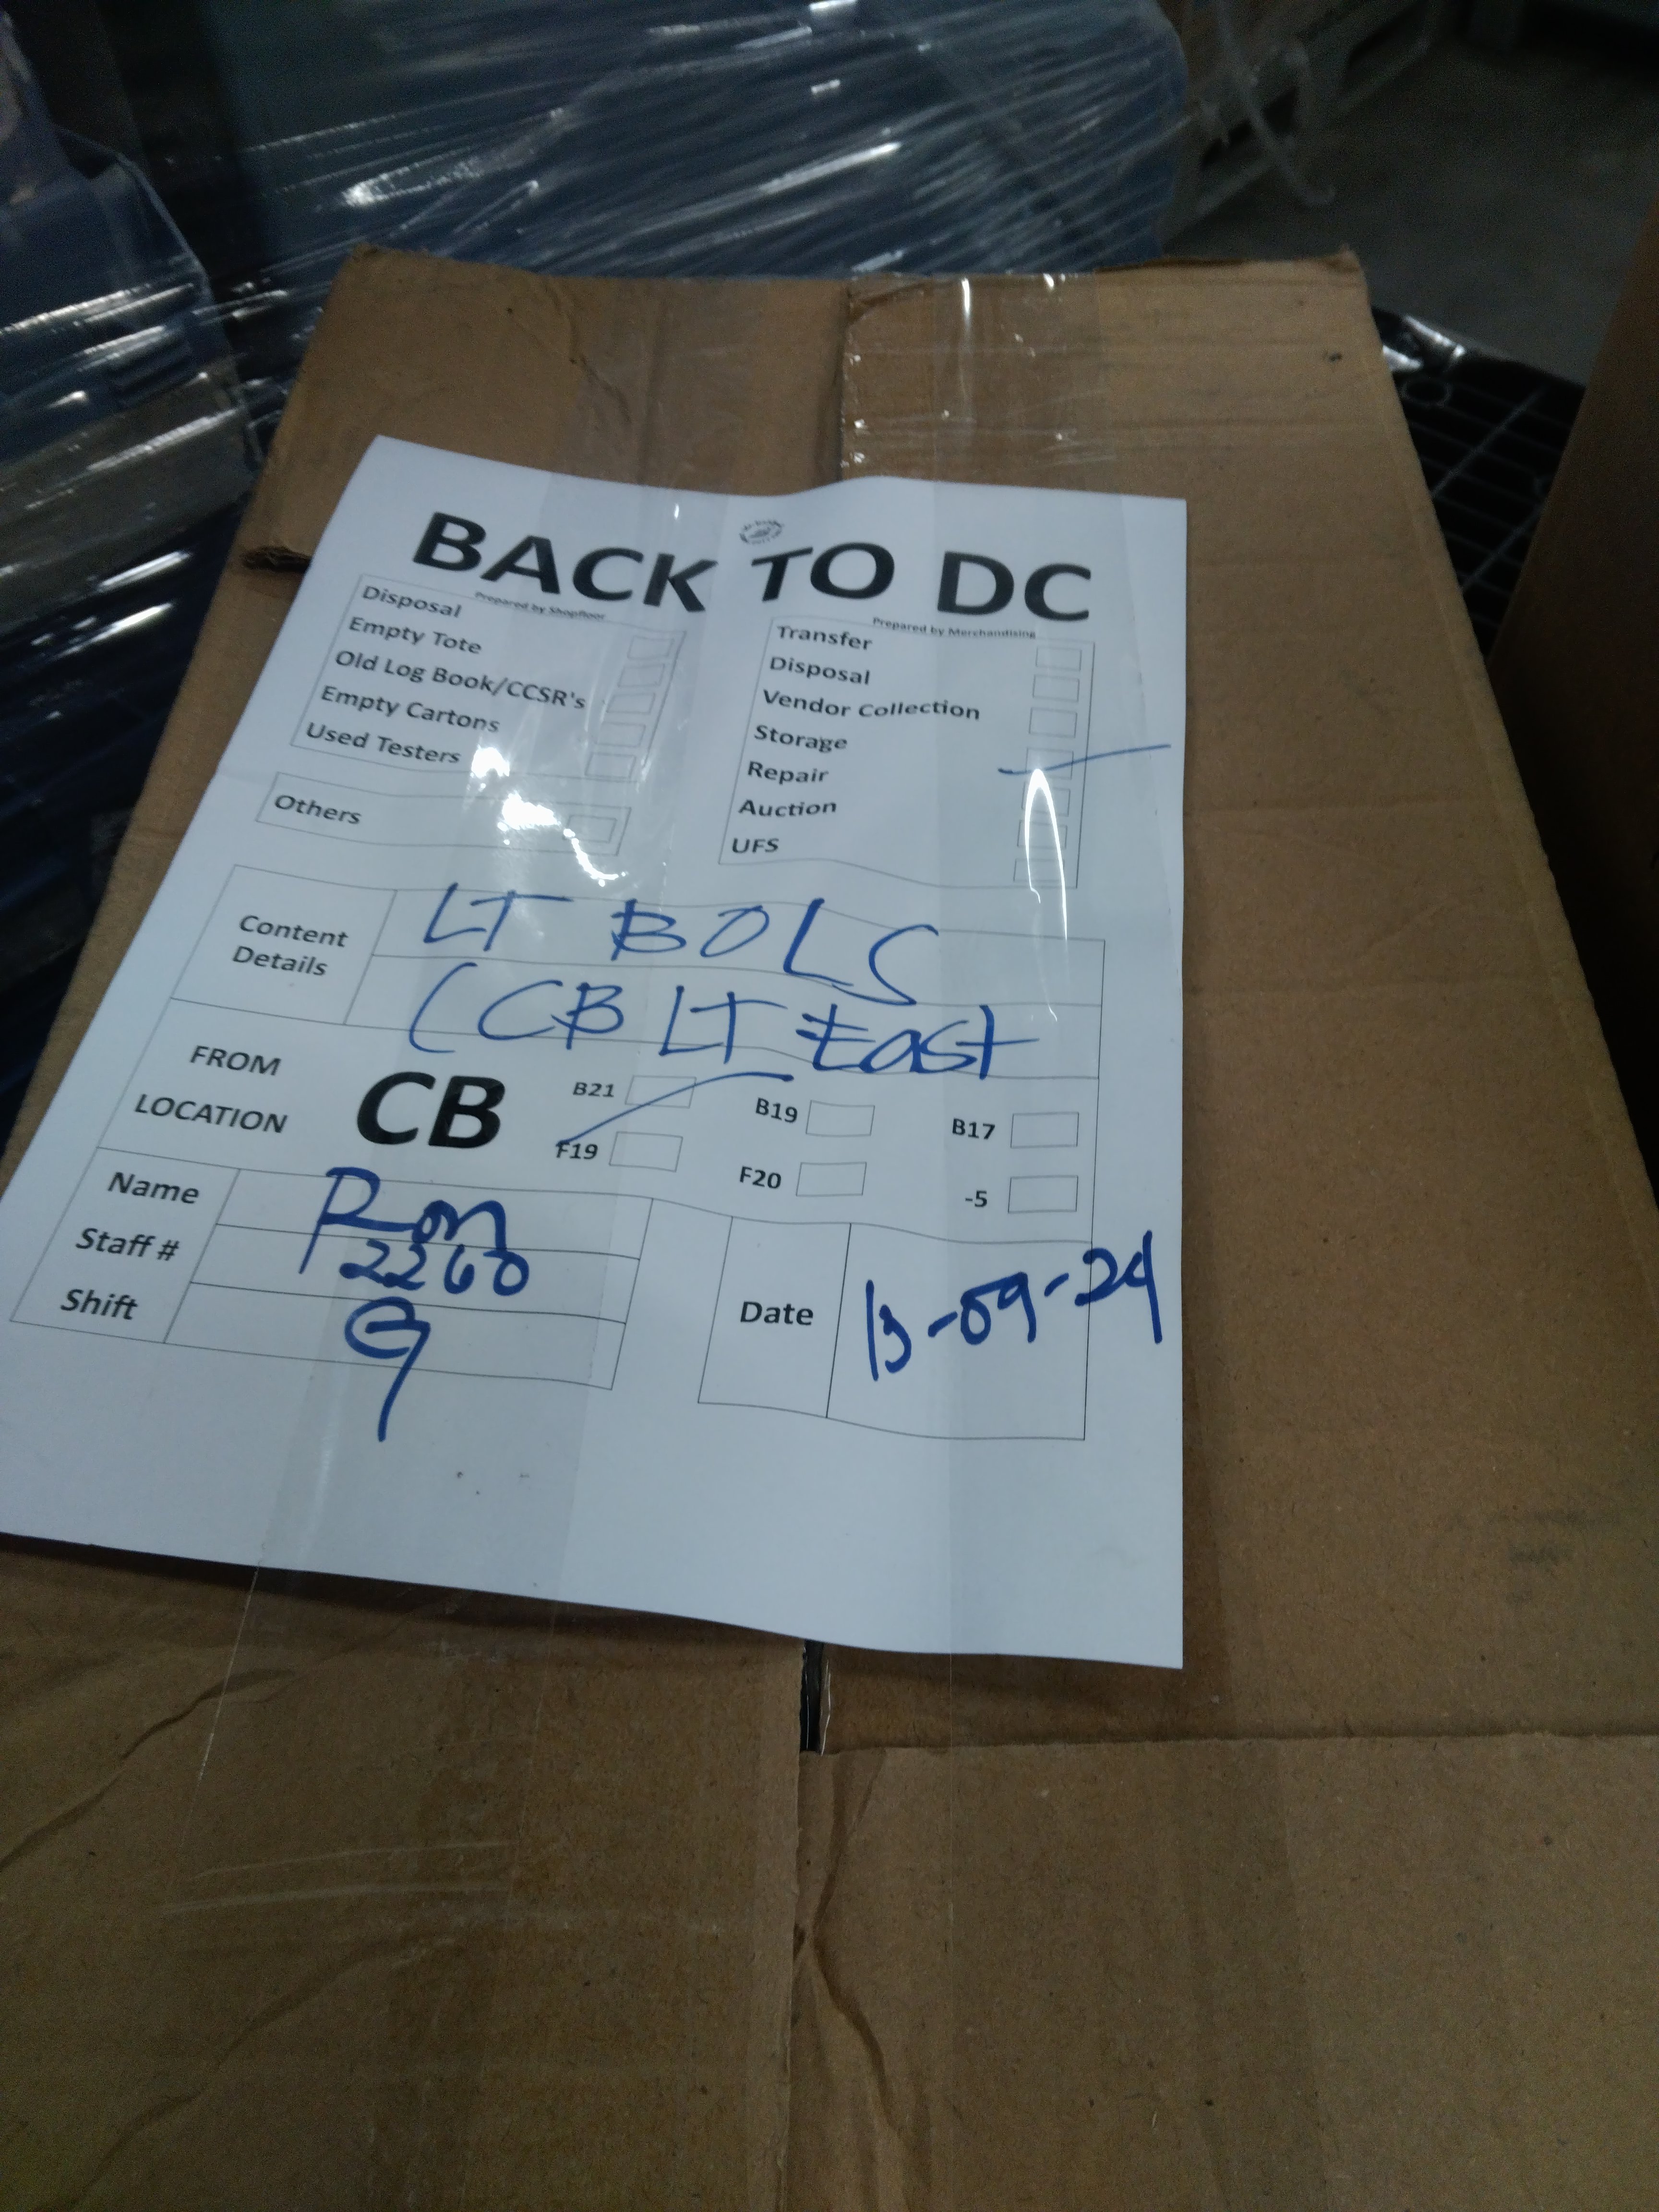 BACK TO DC
Prepared by Shopfloor
Disposal
Empty Tote
Old Log Book/CCSR's
Empty Cartons
Used Testers
Others
Prepared by Merchandising
Transfer
Disposal
Vendor Collection
Storage
Repair
Auction
UFS
Content Details
LT BOLS
(CB LT East
FROM LOCATION
CB
B21
B19
B17
F19
F20
-5
Name
Ron
Staff #
2260
Shift
Date
13-09-24